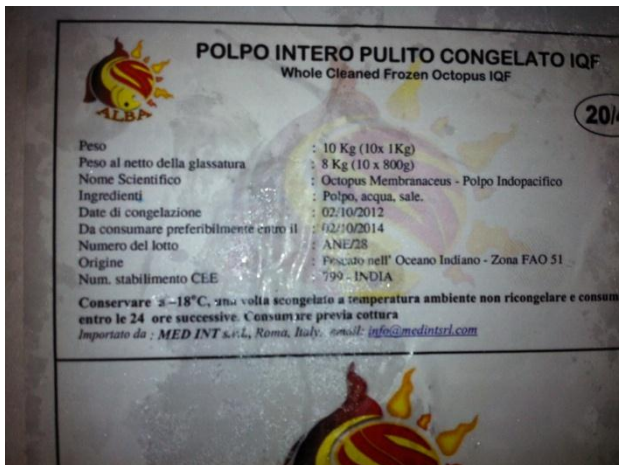 POLPO INTERO PULITO CONGELATO IQF
Whole Cleaned Frozen Octopus IQF
ALBA
20/
Peso : 10 Kg (10x 1Kg)
Peso al netto della glassatura : 8 Kg (10 x 800g)
Nome Scientifico : Octopus Membranaceus - Polpo Indopacifico
Ingredienti : Polpo, acqua, sale.
Date di congelazione : 02/10/2012
Da consumare preferibilmente entro il : 02/10/2014
Numero del lotto : ANE/28
Origine : Pescato nell' Oceano Indiano - Zona FAO 51
Num. stabilimento CEE : 799 - INDIA
Conservare a –18°C, una volta scongelato a temperatura ambiente non ricongelare e consum
entro le 24 ore successive. Consumare previa cottura
Importato da : MED INT s.r.l., Roma, Italy. email: info@medintsrl.com